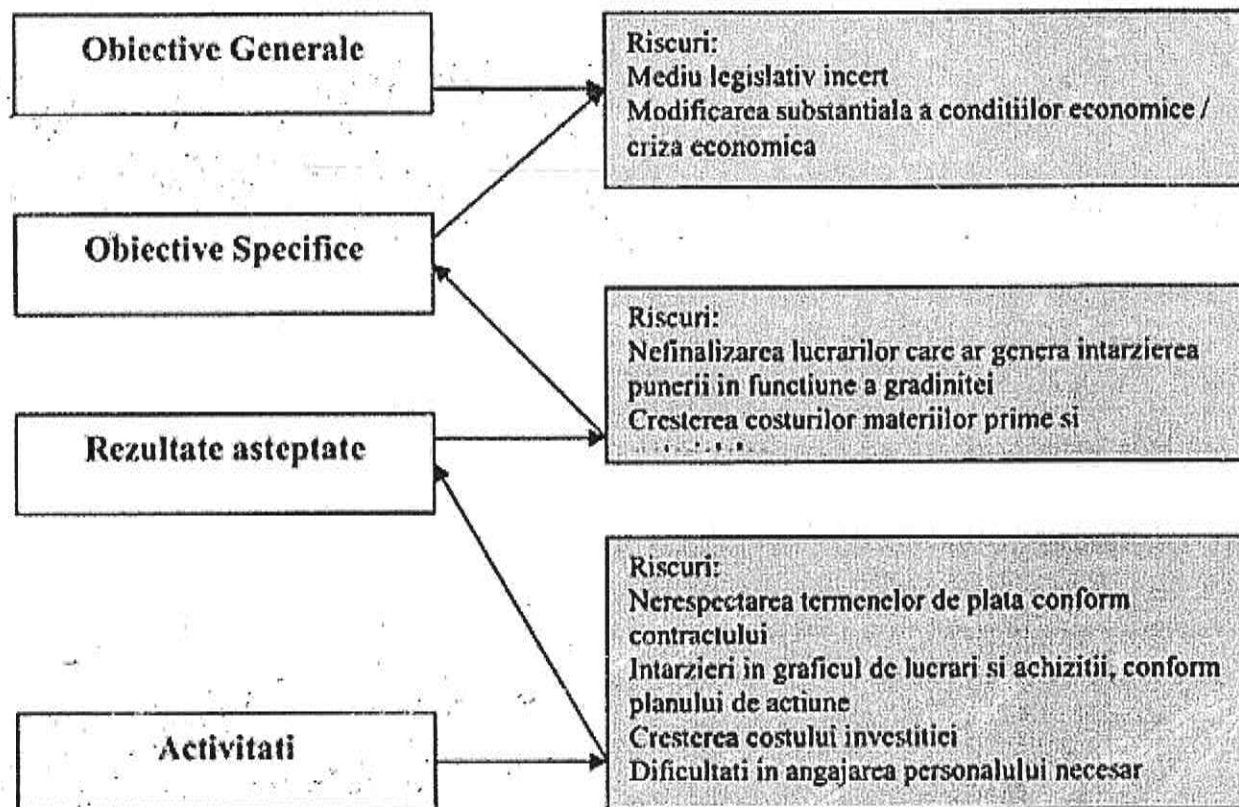 Obiective Generale
Riscuri:
Mediu legislativ incert
Modificarea substantiala a conditiilor economice /
criza economica
Obiective Specifice
Riscuri:
Nefinalizarea lucrarilor care ar genera intarzierea
punerii in functiune a gradinitei
Cresterea costurilor materiilor prime si
Rezultate asteptate
Riscuri:
Nerespectarea termenelor de plata conform
contractului
Intarzieri in graficul de lucrari si achizitii, conform
planului de actiune
Cresterea costului investitiei
Dificultati in angajarea personalului necesar
Activitati